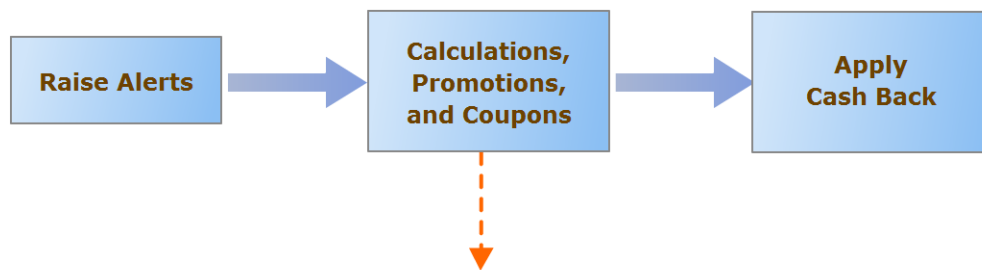 Raise Alerts
Calculations,
Promotions,
and Coupons
Apply
Cash Back